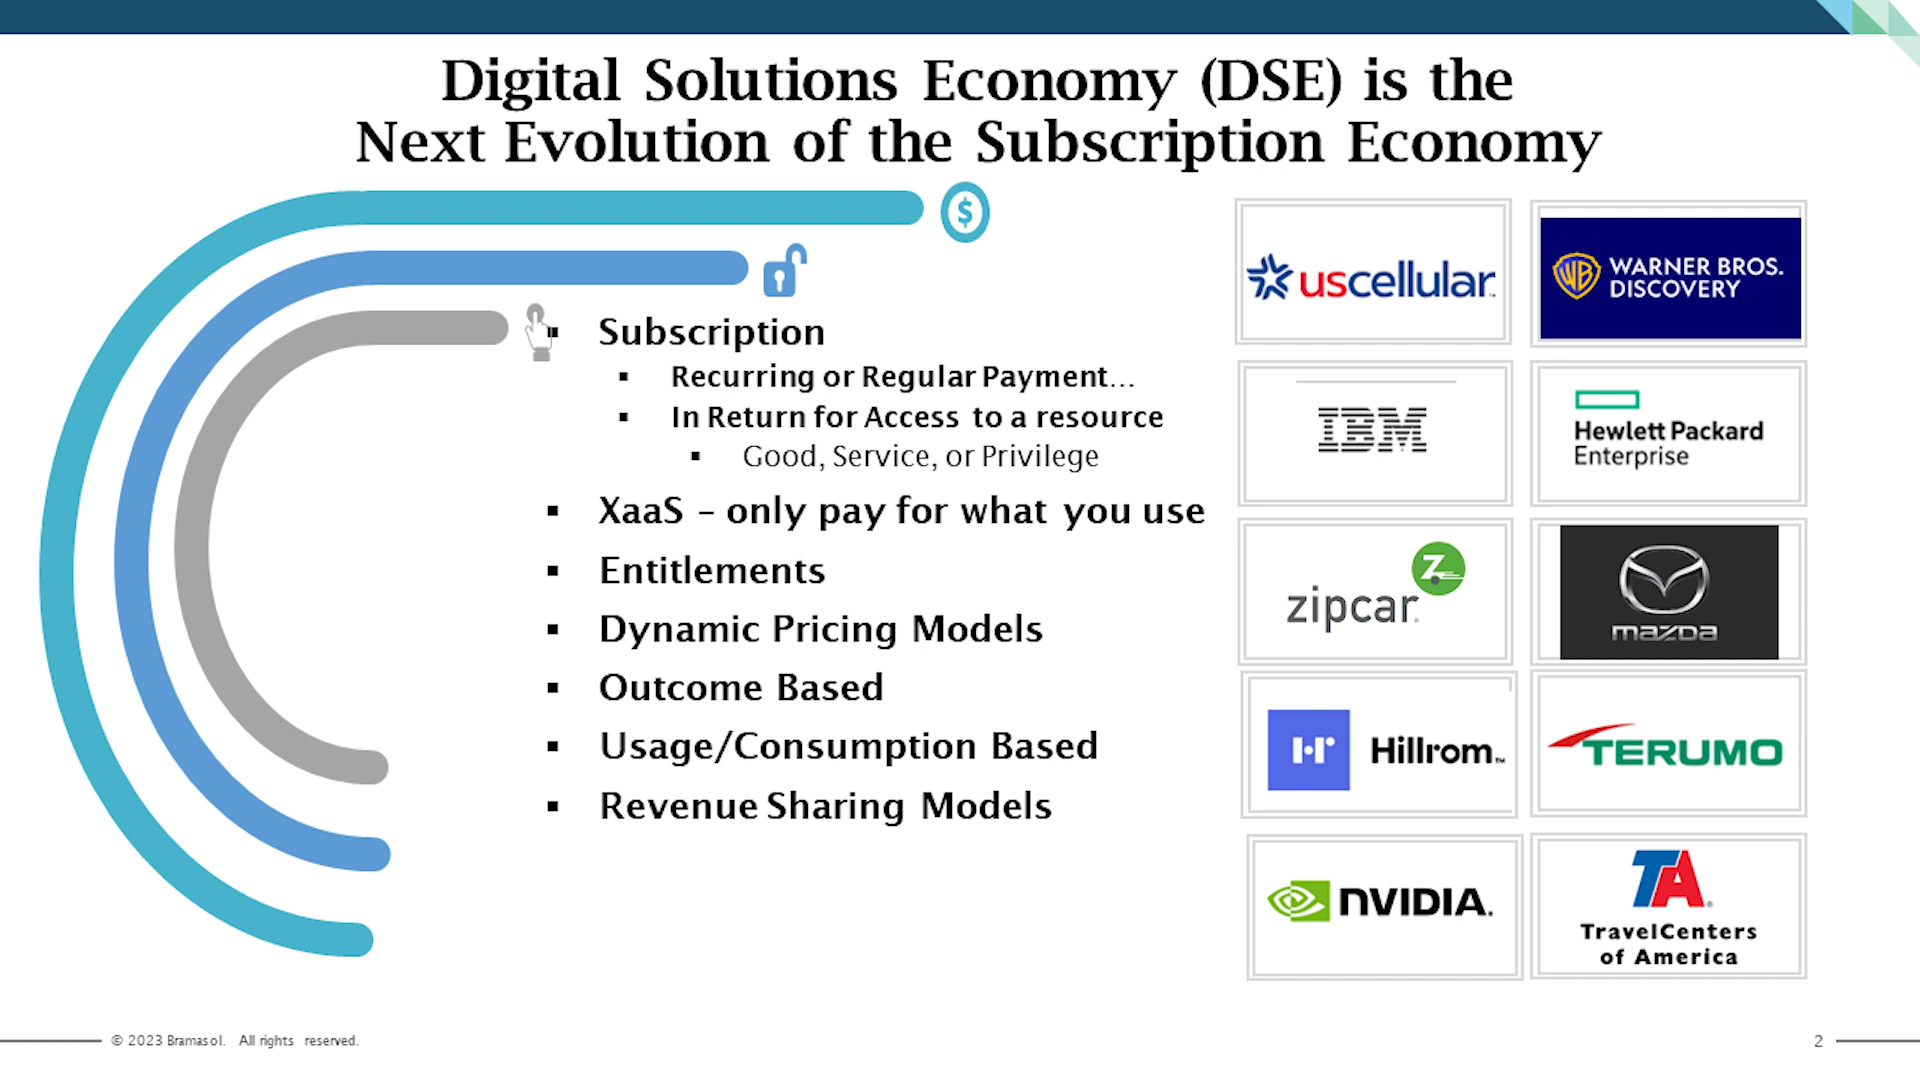 Digital Solutions Economy (DSE) is the
Next Evolution of the Subscription Economy
$
▪ Subscription
▪ Recurring or Regular Payment...
▪ In Return for Access to a resource
▪ Good, Service, or Privilege
▪ XaaS – only pay for what you use
▪ Entitlements
▪ Dynamic Pricing Models
▪ Outcome Based
▪ Usage/Consumption Based
▪ Revenue Sharing Models
uscellular
WB WARNER BROS.
DISCOVERY
IBM
Hewlett Packard
Enterprise
Z
zipcar
mazda
H Hillrom™
TERUMO
NVIDIA.
TA
TravelCenters
of America
© 2023 Bramasol. All rights reserved.
2